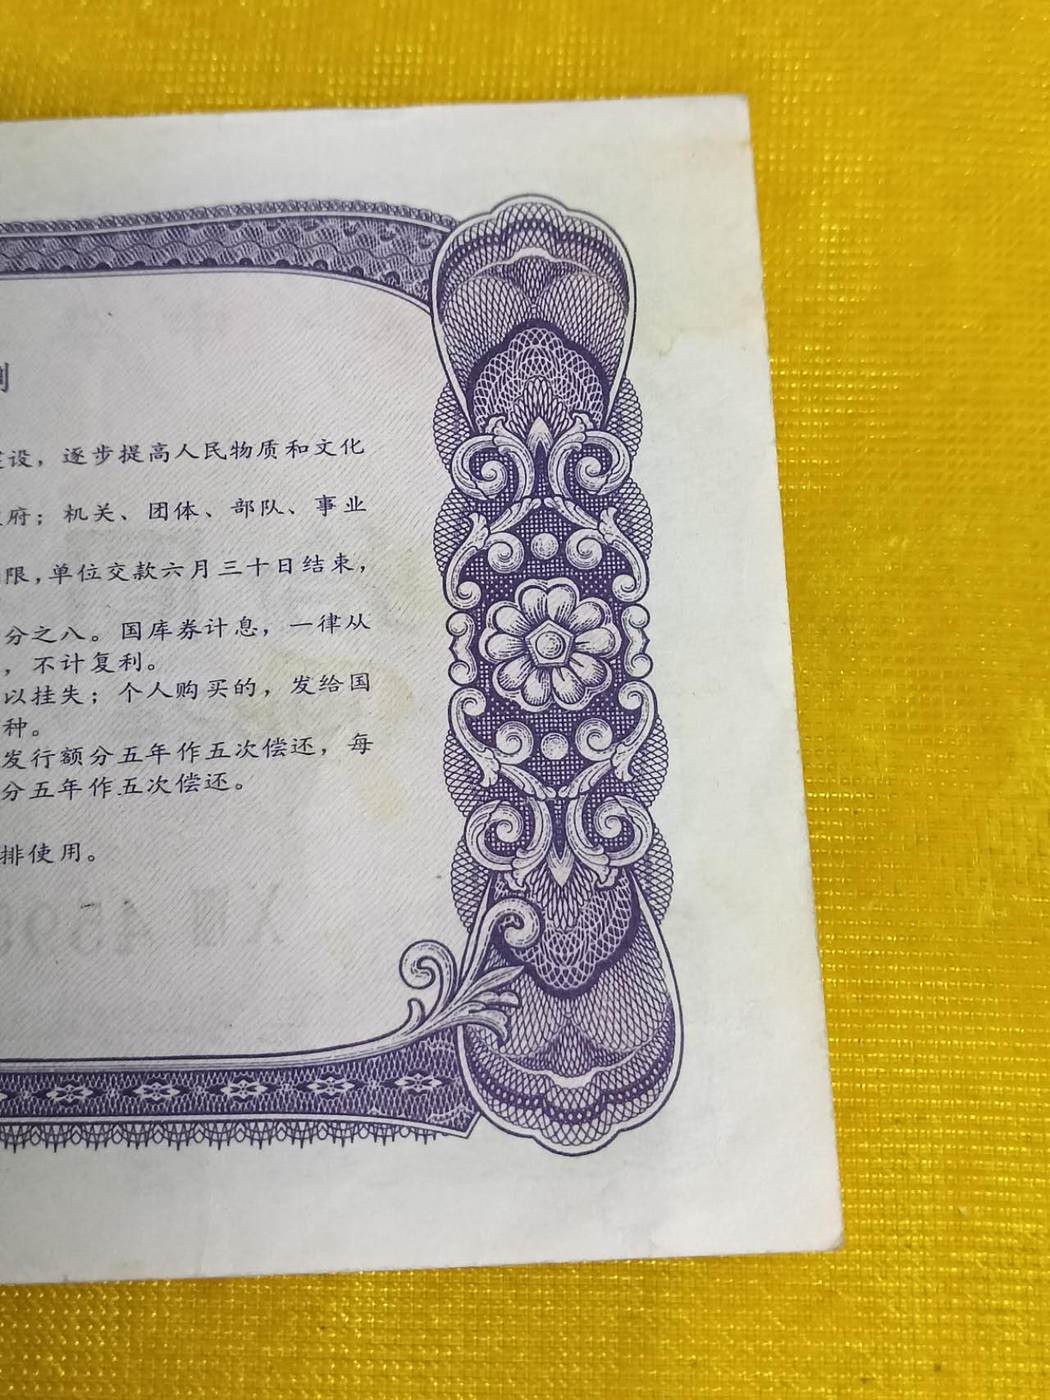 设，逐步提高人民物质和文化
府；机关、团体、部队、事业
限，单位交款六月三十日结束，
分之八。国库券计息，一律从
，不计复利。
以挂失；个人购买的，发给国
种。
发行额分五年作五次偿还，每
分五年作五次偿还。
排使用。